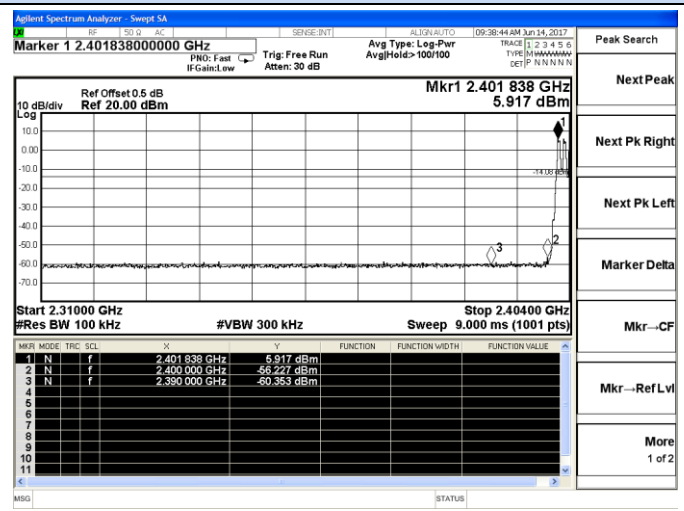 Agilent Spectrum Analyzer - Swept SA
RF 50 Ω AC SENSE:INT ALIGN AUTO 09:38:44 AM Jun 14, 2017
Marker 1 2.401838000000 GHz
PNO: Fast
IFGain:Low
Trig: Free Run
Atten: 30 dB
Avg Type: Log-Pwr
Avg|Hold:> 100/100
TRACE 1 2 3 4 5 6
TYPE M WWWWW
DET P N N N N N
Peak Search
Next Peak
Next Pk Right
Next Pk Left
Marker Delta
Mkr→CF
Mkr→Ref Lvl
More
1 of 2
Ref Offset 0.5 dB
10 dB/div Ref 20.00 dBm
Log
Mkr1 2.401 838 GHz
5.917 dBm
10.0
0.00
-10.0
-20.0
-30.0
-40.0
-50.0
-60.0
-70.0
1
-14.08 dBm
2
3
Start 2.31000 GHz Stop 2.40400 GHz
#Res BW 100 kHz #VBW 300 kHz Sweep 9.000 ms (1001 pts)
MKR MODE TRC SCL X Y FUNCTION FUNCTION WIDTH FUNCTION VALUE
1 N f 2.401 838 GHz 5.917 dBm
2 N f 2.400 000 GHz -56.227 dBm
3 N f 2.390 000 GHz -60.353 dBm
4
5
6
7
8
9
10
11
MSG STATUS